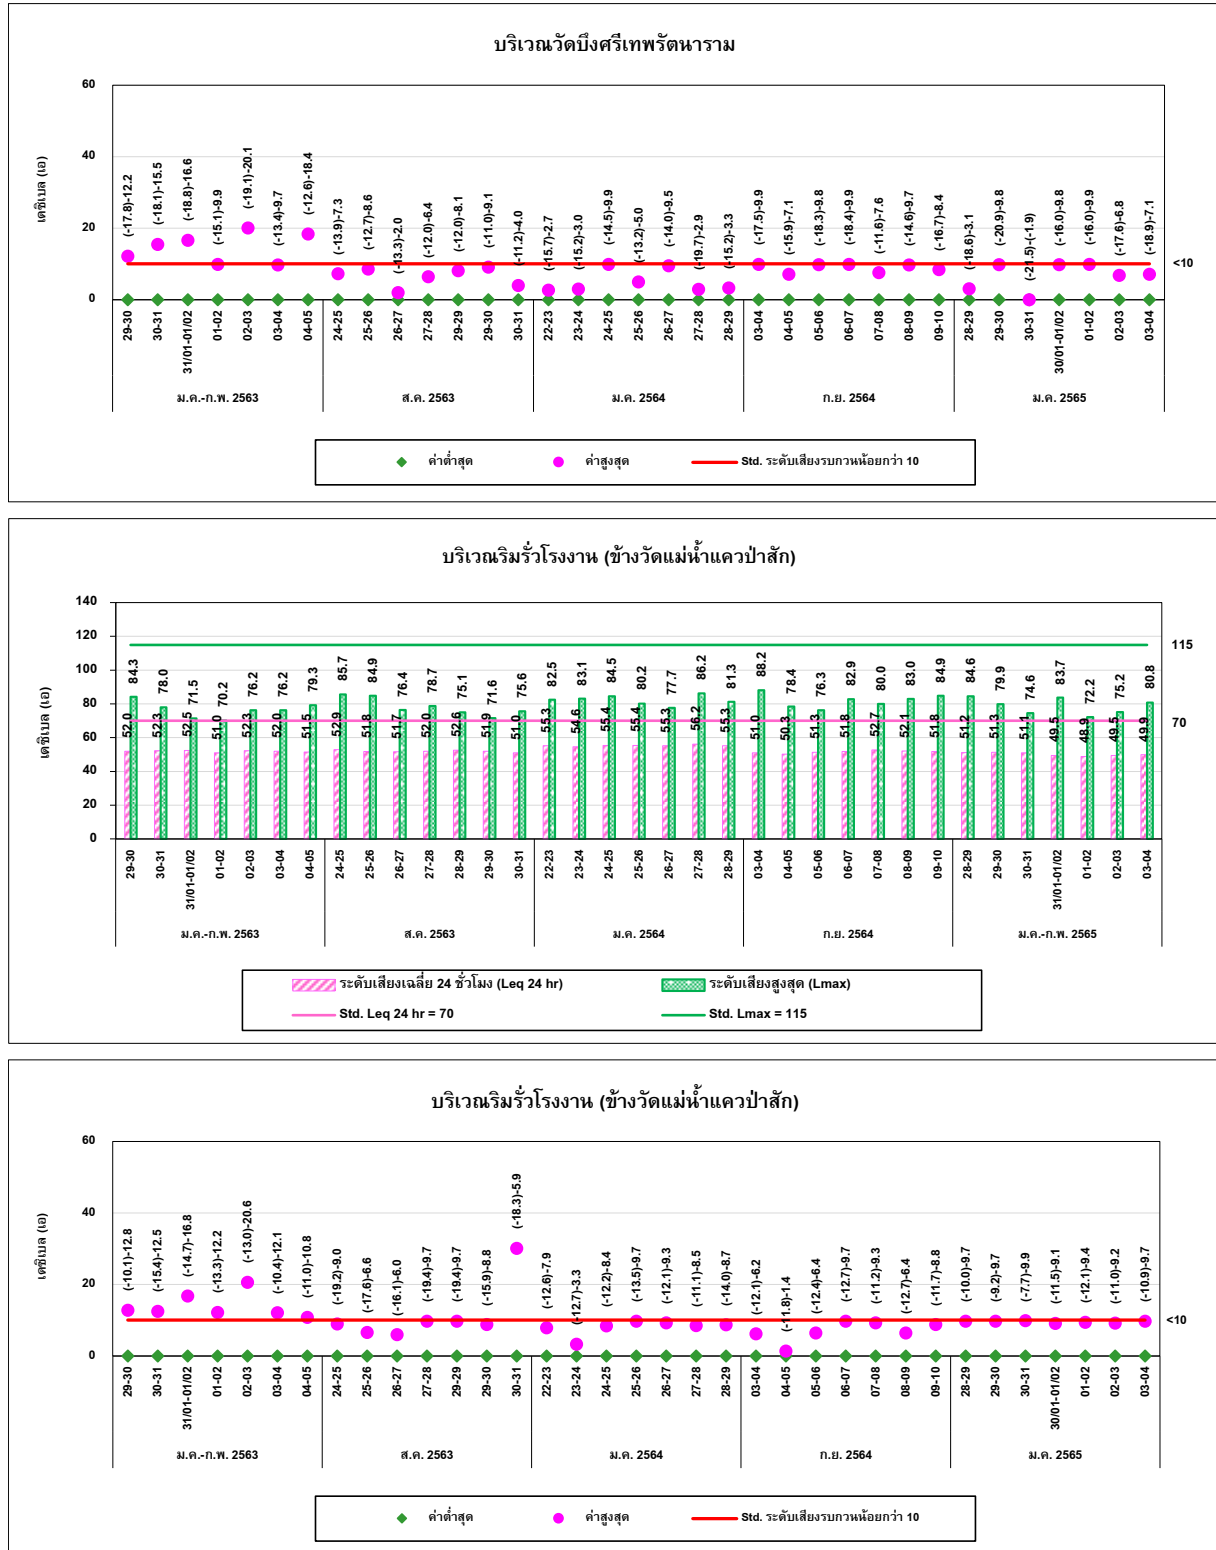 บริเวณวัดบึงศรีเทพรัตนาราม
เดซิเบล (เอ)
60
40
20
0
(-17.8)-12.2 (-18.1)-15.5 (-18.8)-16.6 (-15.1)-9.9 (-19.1)-20.1 (-13.4)-9.7 (-12.6)-18.4 (-13.9)-7.3 (-12.7)-8.6 (-13.3)-2.0 (-12.0)-6.4 (-12.0)-8.1 (-11.0)-9.1 (-11.2)-4.0 (-15.7)-2.7 (-15.2)-3.0 (-14.5)-9.9 (-13.2)-5.0 (-14.0)-9.5 (-19.7)-2.9 (-15.2)-3.3 (-17.5)-9.9 (-15.9)-7.1 (-18.3)-9.8 (-18.4)-9.9 (-11.6)-7.6 (-14.6)-9.7 (-16.7)-8.4 (-18.6)-3.1 (-20.9)-9.8 (-21.5)-(-1.9) (-16.0)-9.8 (-16.0)-9.9 (-17.6)-6.8 (-18.9)-7.1
<10
29-30 30-31 31/01-01/02 01-02 02-03 03-04 04-05 24-25 25-26 26-27 27-28 29-29 29-30 30-31 22-23 23-24 24-25 25-26 26-27 27-28 28-29 03-04 04-05 05-06 06-07 07-08 08-09 09-10 28-29 29-30 30-31 30/01-01/02 01-02 02-03 03-04
ม.ค.-ก.พ. 2563 ส.ค. 2563 ม.ค. 2564 ก.ย. 2564 ม.ค. 2565
ค่าต่ำสุด ค่าสูงสุด Std. ระดับเสียงรบกวนน้อยกว่า 10
บริเวณริมรั้วโรงงาน (ข้างวัดแม่น้ำแควป่าสัก)
เดซิเบล (เอ)
140
120
100
80
60
40
20
0
115
70
84.3 78.0 71.5 70.2 76.2 76.2 79.3 85.7 84.9 76.4 78.7 75.1 71.6 75.6 82.5 83.1 84.5 80.2 77.7 86.2 81.3 88.2 78.4 76.3 82.9 80.0 83.0 84.9 84.6 79.9 74.6 83.7 72.2 75.2 80.8
52.0 52.3 52.5 51.0 52.3 52.0 51.5 52.9 51.8 51.7 52.0 52.6 51.9 51.0 55.3 54.6 55.4 55.4 55.3 56.2 55.3 51.0 50.3 51.3 51.8 52.7 52.1 51.8 51.2 51.3 51.1 49.5 48.9 49.5 49.9
29-30 30-31 31/01-01/02 01-02 02-03 03-04 04-05 24-25 25-26 26-27 27-28 28-29 29-30 30-31 22-23 23-24 24-25 25-26 26-27 27-28 28-29 03-04 04-05 05-06 06-07 07-08 08-09 09-10 28-29 29-30 30-31 31/01-01/02 01-02 02-03 03-04
ม.ค.-ก.พ. 2563 ส.ค. 2563 ม.ค. 2564 ก.ย. 2564 ม.ค.-ก.พ. 2565
ระดับเสียงเฉลี่ย 24 ชั่วโมง (Leq 24 hr) ระดับเสียงสูงสุด (Lmax)
Std. Leq 24 hr = 70 Std. Lmax = 115
บริเวณริมรั้วโรงงาน (ข้างวัดแม่น้ำแควป่าสัก)
เดซิเบล (เอ)
60
40
20
0
(-10.1)-12.8 (-15.4)-12.5 (-14.7)-16.8 (-13.3)-12.2 (-13.0)-20.6 (-10.4)-12.1 (-11.0)-10.8 (-19.2)-9.0 (-17.6)-6.6 (-16.1)-6.0 (-19.4)-9.7 (-19.4)-9.7 (-15.9)-8.8 (-18.3)-5.9 (-12.6)-7.9 (-12.7)-3.3 (-12.2)-8.4 (-13.5)-9.7 (-12.1)-9.3 (-11.1)-8.5 (-14.0)-8.7 (-12.1)-6.2 (-11.8)-1.4 (-12.4)-6.4 (-12.7)-9.7 (-11.2)-9.3 (-12.7)-6.4 (-11.7)-8.8 (-10.0)-9.7 (-9.2)-9.7 (-7.7)-9.9 (-11.5)-9.1 (-12.1)-9.4 (-11.0)-9.2 (-10.9)-9.7
<10
29-30 30-31 31/01-01/02 01-02 02-03 03-04 04-05 24-25 25-26 26-27 27-28 29-29 29-30 30-31 22-23 23-24 24-25 25-26 26-27 27-28 28-29 03-04 04-05 05-06 06-07 07-08 08-09 09-10 28-29 29-30 30-31 30/01-01/02 01-02 02-03 03-04
ม.ค.-ก.พ. 2563 ส.ค. 2563 ม.ค. 2564 ก.ย. 2564 ม.ค. 2565
ค่าต่ำสุด ค่าสูงสุด Std. ระดับเสียงรบกวนน้อยกว่า 10